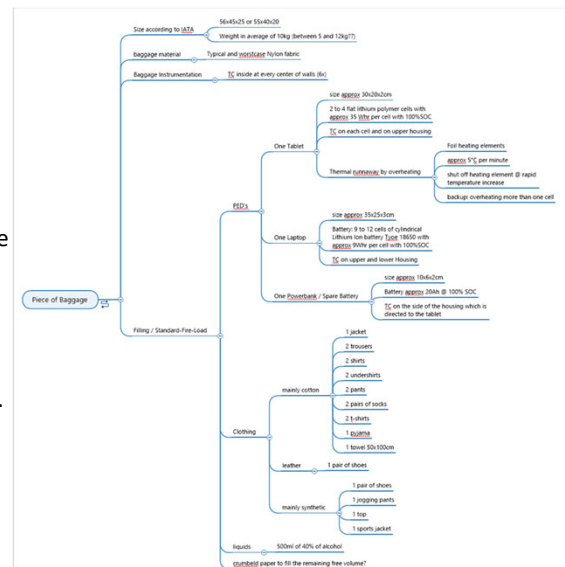 Size according to IATA
56x45x25 or 55x40x20
Weight in average of 10kg (between 5 and 12kg??)
baggage material
Typical and worstcase Nylon fabric
Baggage Instrumentation
TC inside at every center of walls (6x)
size approx 30x20x2cm
2 to 4 flat lithium polymer cells with
approx 35 Whr per cell with 100%SOC
One Tablet
TC on each cell and on upper housing
Foil heating elements
approx 5°C per minute
Thermal runnaway by overheating
shut off heating element @ rapid
temperature increase
backup: overheating more than one cell
PED's
size approx 35x25x3cm
One Laptop
Battery: 9 to 12 cells of cylindrical
Lithium Ion battery Type 18650 with
approx 9Whr per cell with 100%SOC
TC on upper and lower Housing
size approx 10x6x2cm
One Powerbank / Spare Battery
Battery approx 20Ah @ 100% SOC
TC on the side of the housing which is
directed to the tablet
e
Piece of Baggage
Filling / Standard-Fire-Load
1 jacket
2 trousers
2 shirts
2 undershirts
mainly cotton
2 pants
2 pairs of socks
2 t-shirts
1 pyjama
1 towel 50x100cm
.
Clothing
leather
1 pair of shoes
1 pair of shoes
1 jogging pants
mainly synthetic
1 top
1 sports jacket
liquids
500ml of 40% of alcohol
crumbeld paper to fill the remaining free volume?